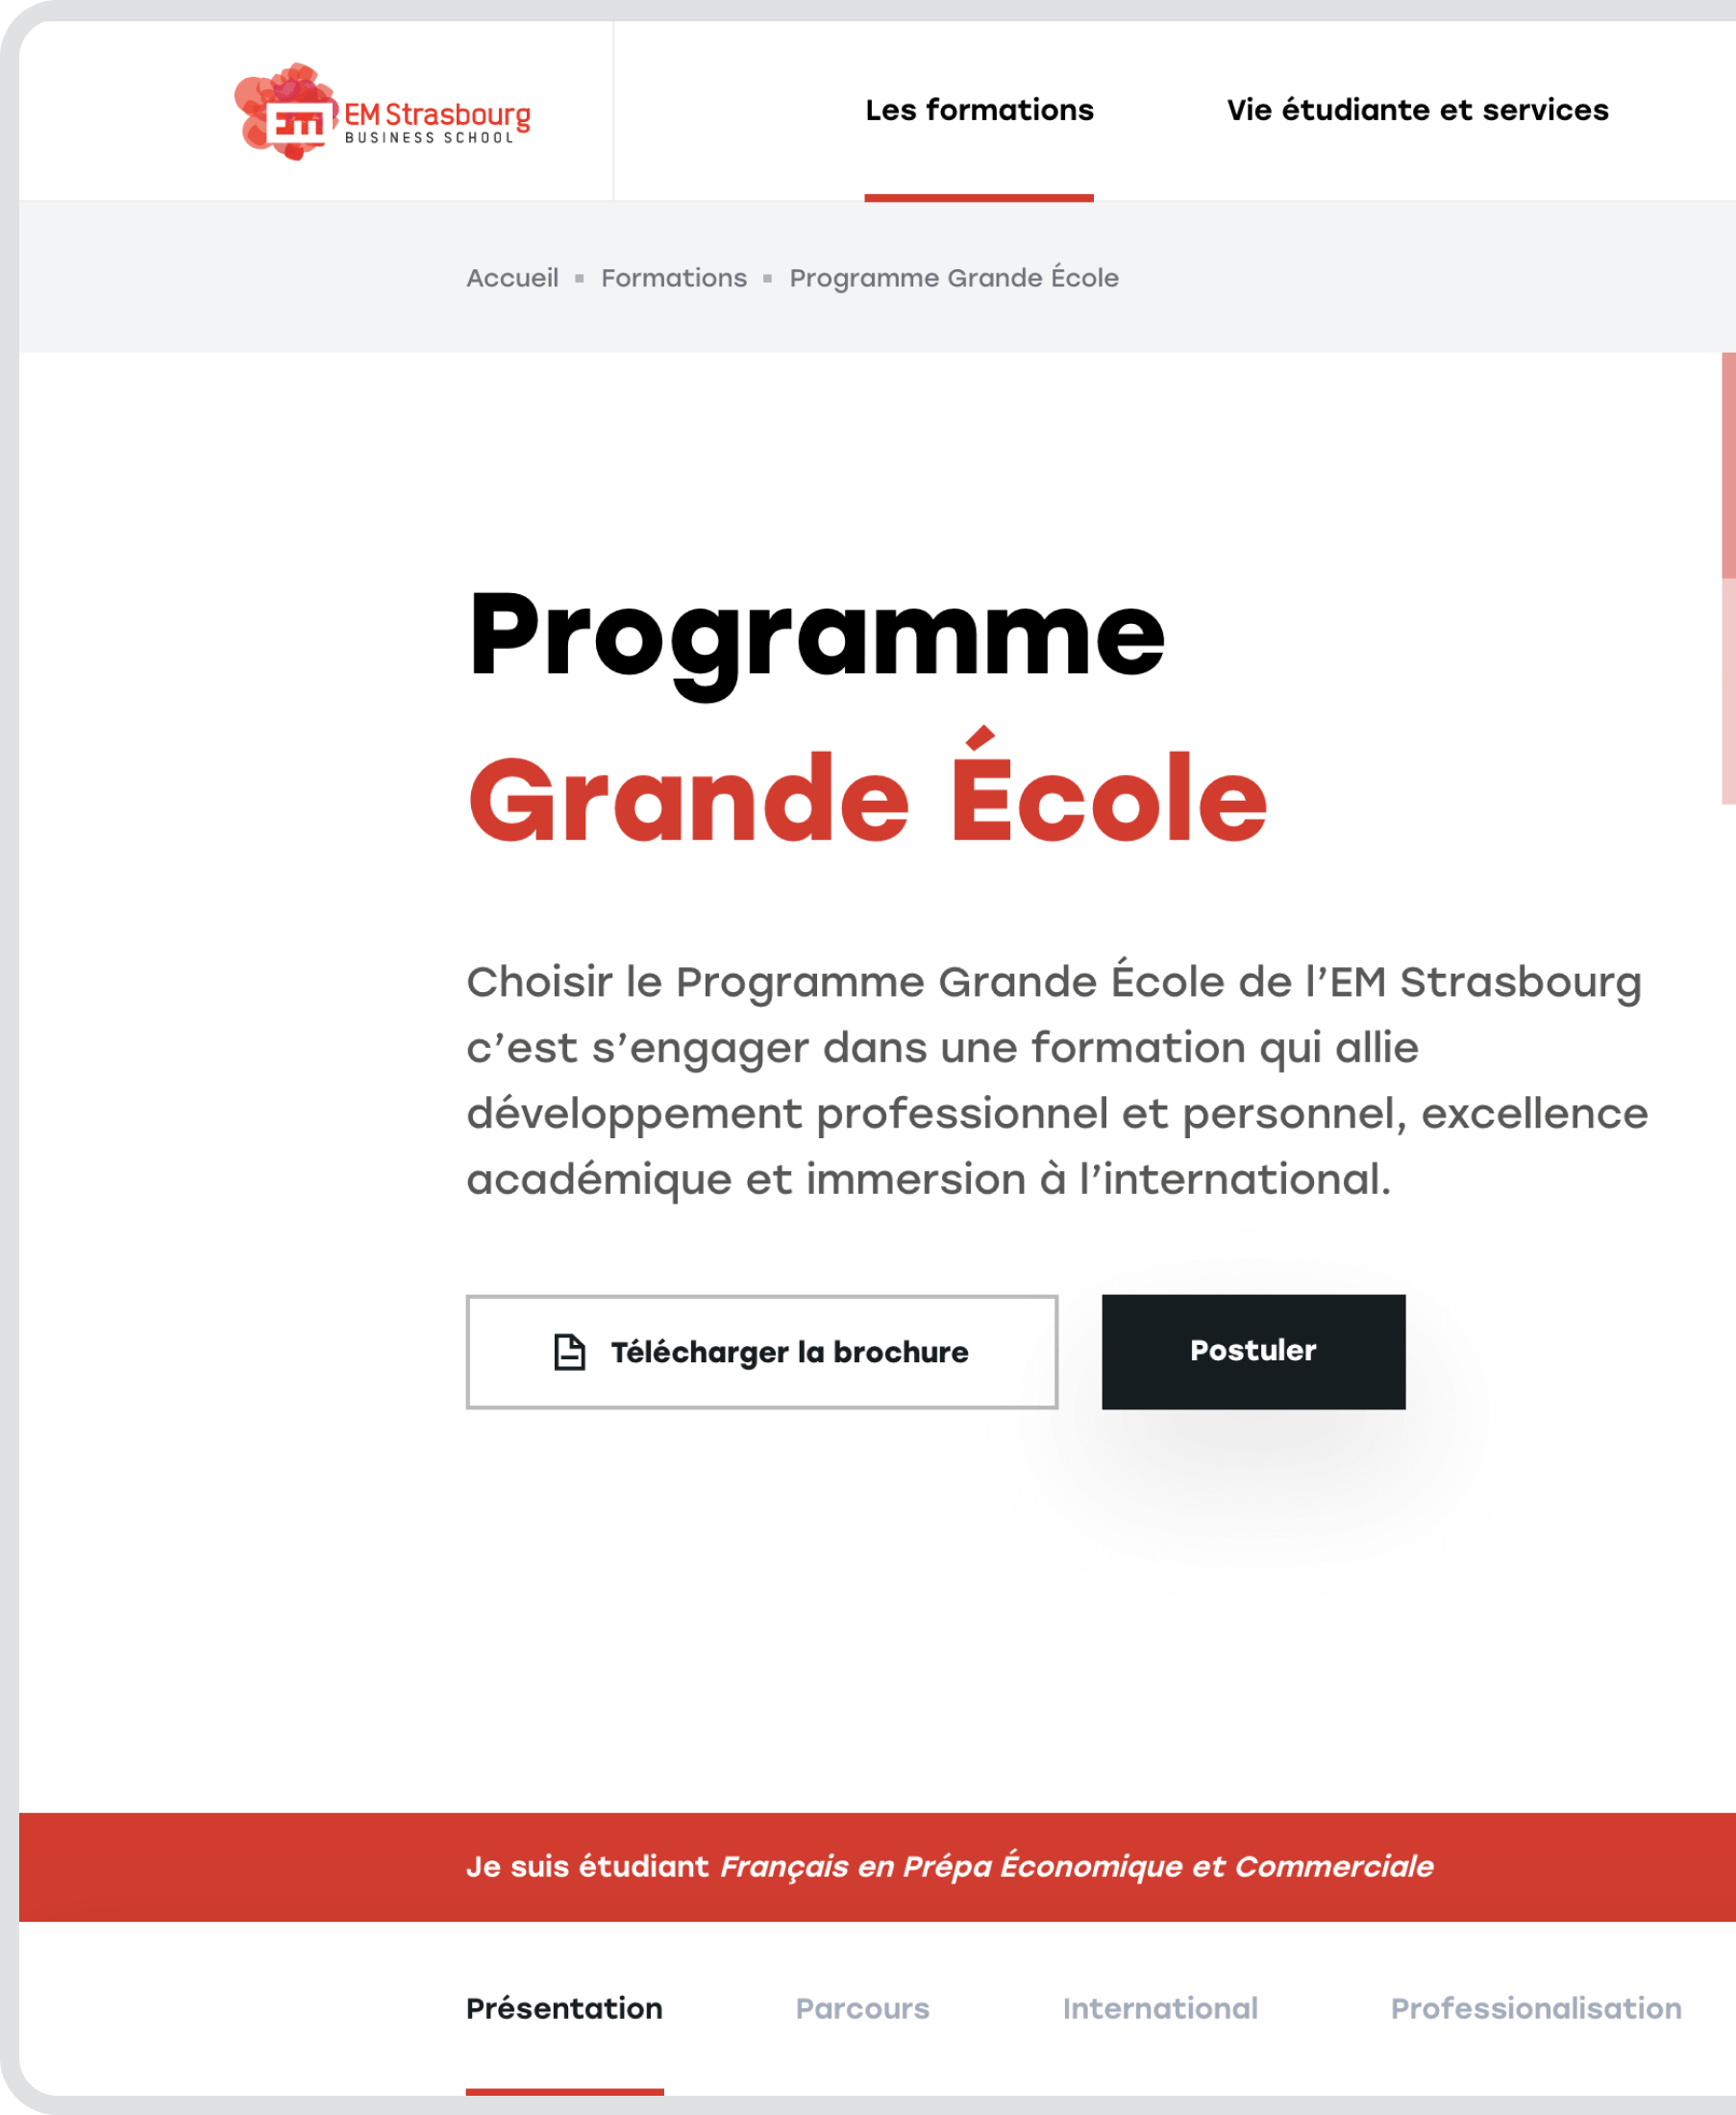 EM Strasbourg
BUSINESS SCHOOL
Les formations
Vie étudiante et services
Accueil ▪ Formations ▪ Programme Grande École
Programme
Grande École
Choisir le Programme Grande École de l’EM Strasbourg
c’est s’engager dans une formation qui allie
développement professionnel et personnel, excellence
académique et immersion à l’international.
Télécharger la brochure
Postuler
Je suis étudiant Français en Prépa Économique et Commerciale
Présentation
Parcours
International
Professionalisation